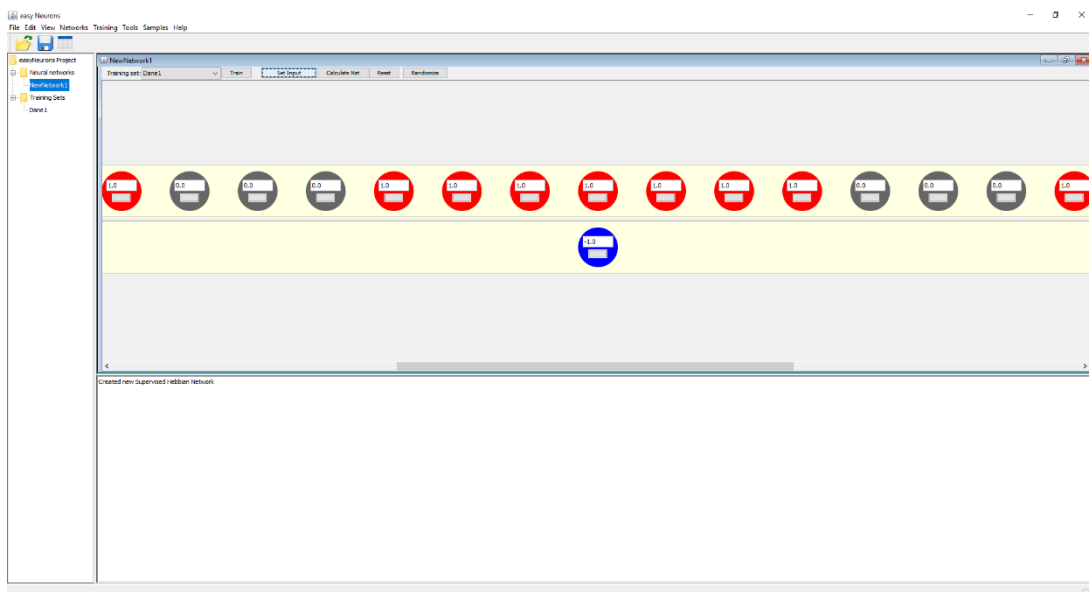 easy Neurons
File Edit View Networks Training Tools Samples Help
easyNeurons Project
Neural networks
NewNetwork1
Training Sets
Dane1
NewNetwork1
Training set: Dane1 Train Set Input Calculate Net Reset Randomize
1.0 0.0 0.0 0.0 1.0 1.0 1.0 1.0 1.0 1.0 1.0 0.0 0.0 0.0 1.0
-1.0
Created new Supervised Hebbian Network